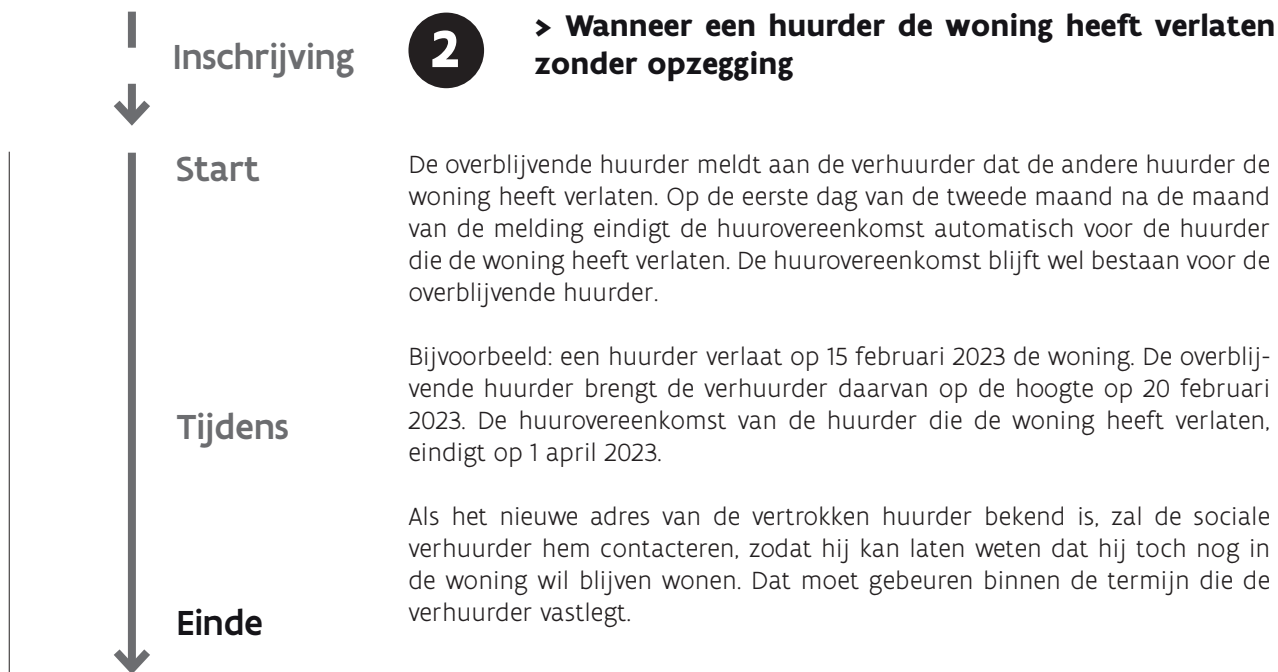 Inschrijving
2
> Wanneer een huurder de woning heeft verlaten
zonder opzegging
Start
De overblijvende huurder meldt aan de verhuurder dat de andere huurder de
woning heeft verlaten. Op de eerste dag van de tweede maand na de maand
van de melding eindigt de huurovereenkomst automatisch voor de huurder
die de woning heeft verlaten. De huurovereenkomst blijft wel bestaan voor de
overblijvende huurder.
Bijvoorbeeld: een huurder verlaat op 15 februari 2023 de woning. De overblij-
vende huurder brengt de verhuurder daarvan op de hoogte op 20 februari
2023. De huurovereenkomst van de huurder die de woning heeft verlaten,
eindigt op 1 april 2023.
Tijdens
Als het nieuwe adres van de vertrokken huurder bekend is, zal de sociale
verhuurder hem contacteren, zodat hij kan laten weten dat hij toch nog in
de woning wil blijven wonen. Dat moet gebeuren binnen de termijn die de
verhuurder vastlegt.
Einde